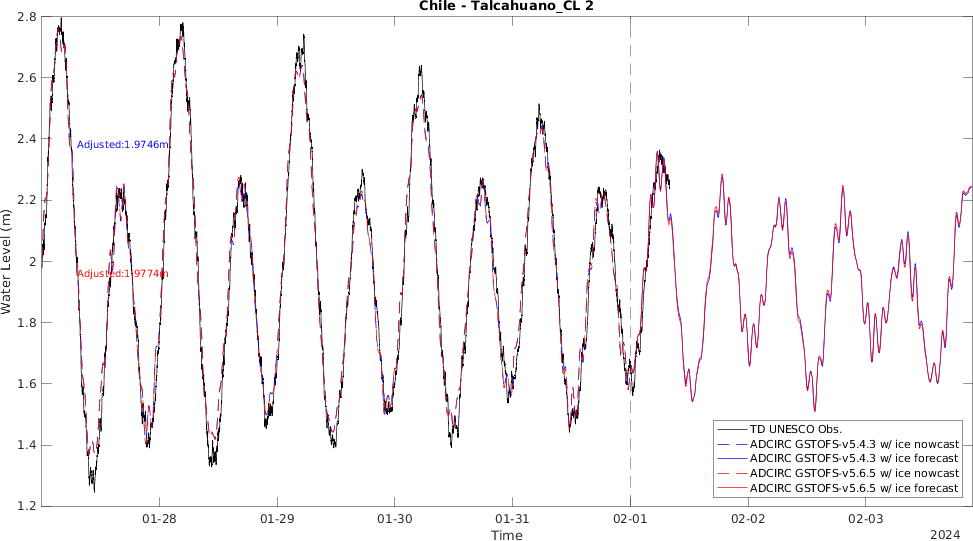 Chile - Talcahuano_CL 2
Water Level (m)
2.8
2.6
2.4
2.2
2
1.8
1.6
1.4
1.2
Adjusted:1.9746m
Adjusted:1.9774m
TD UNESCO Obs.
ADCIRC GSTOFS-v5.4.3 w/ ice nowcast
ADCIRC GSTOFS-v5.4.3 w/ ice forecast
ADCIRC GSTOFS-v5.6.5 w/ ice nowcast
ADCIRC GSTOFS-v5.6.5 w/ ice forecast
01-28 01-29 01-30 01-31 02-01 02-02 02-03
Time
2024